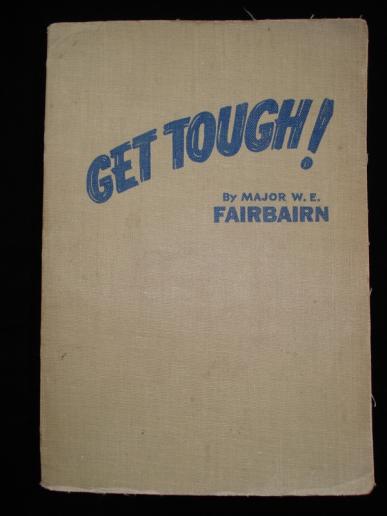 GET TOUGH!
By MAJOR W. E.
FAIRBAIRN